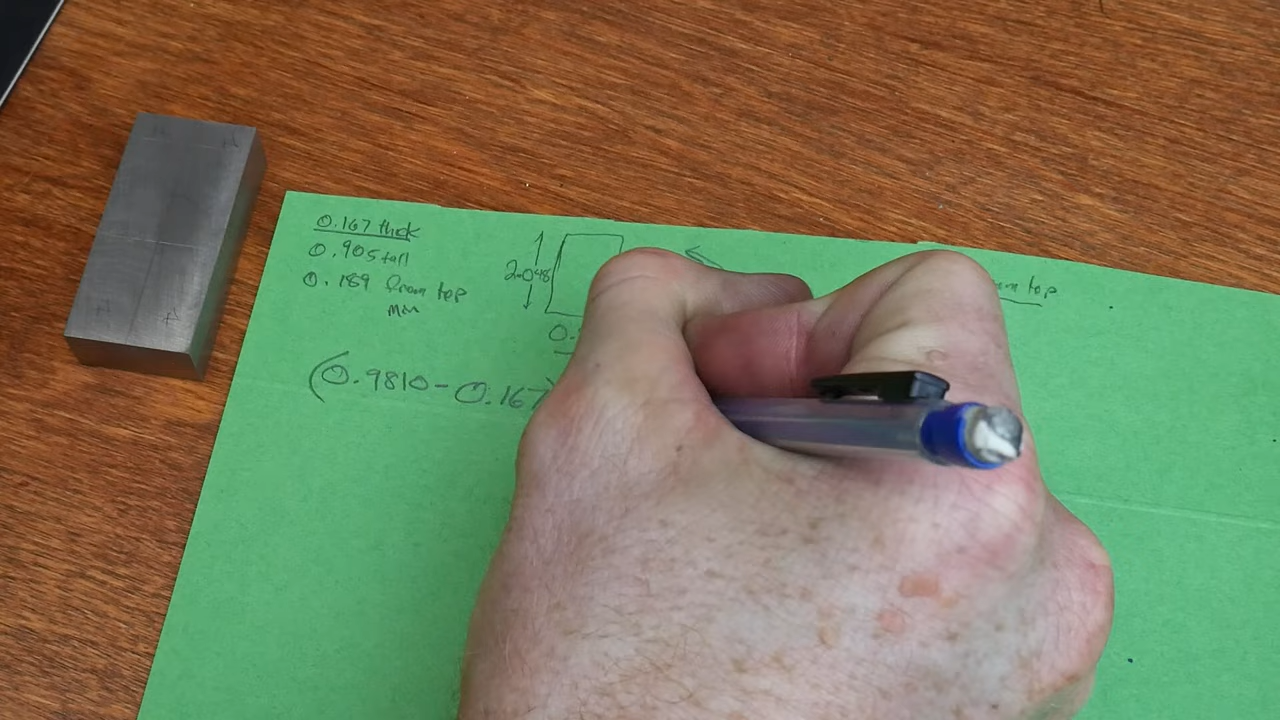 0.167 thick
0.905 tall
0.189 from top
min
2.048
0.
from top
(0.9810-0.167)